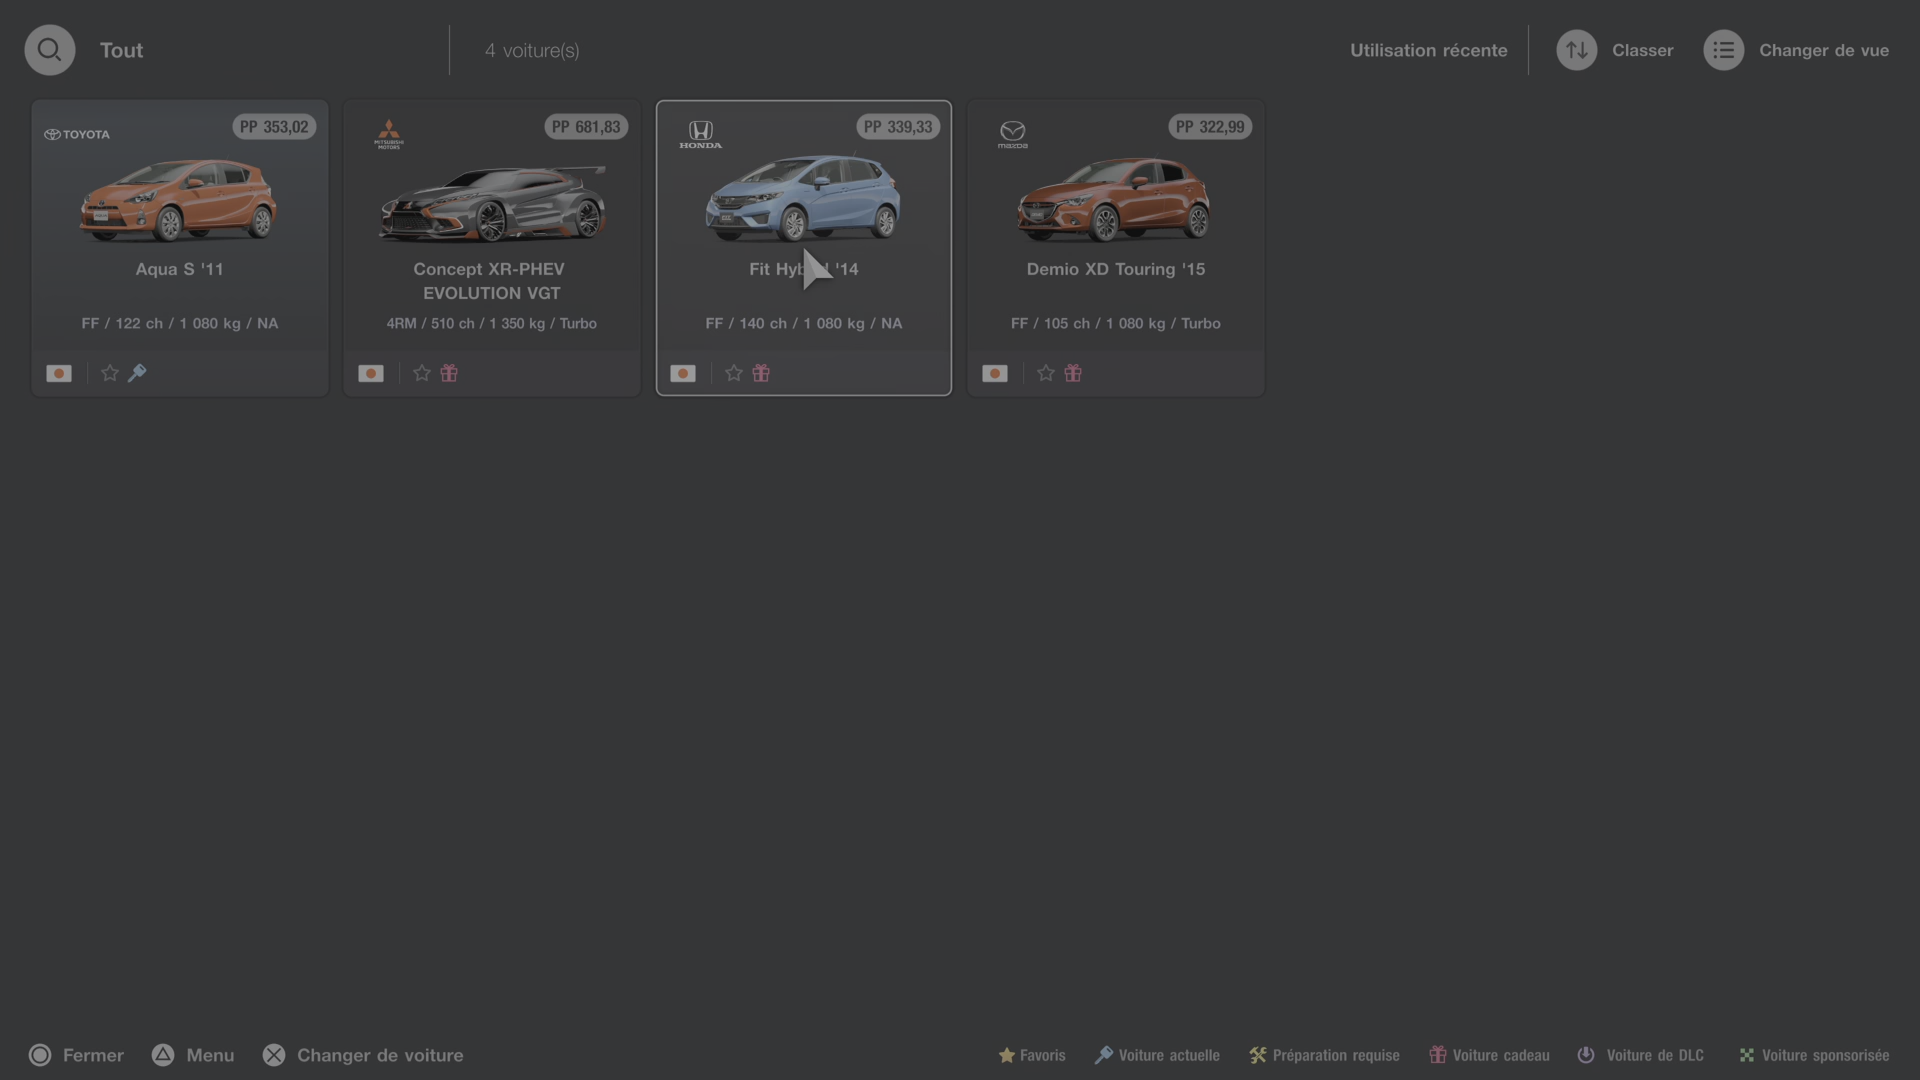 Tout
4 voiture(s)
Utilisation récente
Classer
Changer de vue
TOYOTA
PP 353,02
Aqua S '11
FF / 122 ch / 1 080 kg / NA
MITSUBISHI
MOTORS
PP 681,83
Concept XR-PHEV
EVOLUTION VGT
4RM / 510 ch / 1 350 kg / Turbo
HONDA
PP 339,33
Fit Hyb '14
FF / 140 ch / 1 080 kg / NA
mazda
PP 322,99
Demio XD Touring '15
FF / 105 ch / 1 080 kg / Turbo
Fermer
Menu
Changer de voiture
Favoris
Voiture actuelle
Préparation requise
Voiture cadeau
Voiture de DLC
Voiture sponsorisée